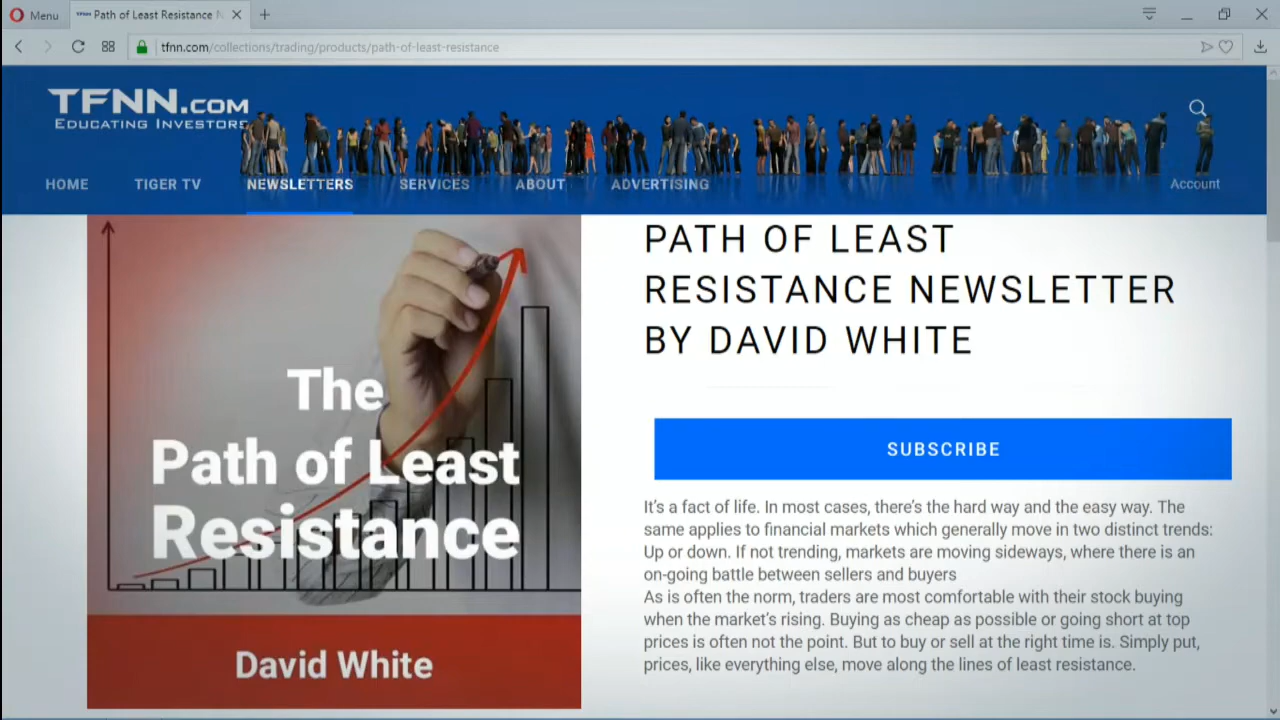 Menu
Path of Least Resistance N
tfnn.com/collections/trading/products/path-of-least-resistance
TFNN.COM
EDUCATING INVESTORS
HOME TIGER TV NEWSLETTERS SERVICES ABOUT ADVERTISING Account
The
Path of Least
Resistance
David White
PATH OF LEAST
RESISTANCE NEWSLETTER
BY DAVID WHITE
SUBSCRIBE
It’s a fact of life. In most cases, there’s the hard way and the easy way. The
same applies to financial markets which generally move in two distinct trends:
Up or down. If not trending, markets are moving sideways, where there is an
on-going battle between sellers and buyers
As is often the norm, traders are most comfortable with their stock buying
when the market’s rising. Buying as cheap as possible or going short at top
prices is often not the point. But to buy or sell at the right time is. Simply put,
prices, like everything else, move along the lines of least resistance.